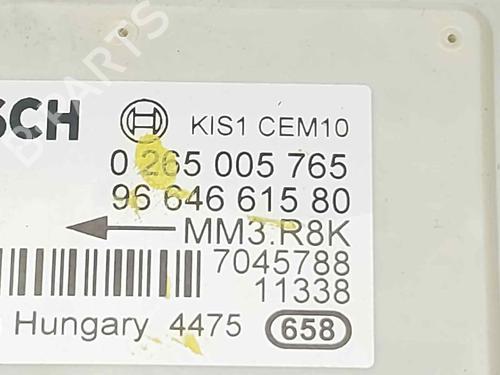 SCH KIS1 CEM10
0 265 005 765
96 646 615 80
MM3.R8K
7045788
11338
Hungary 4475 658